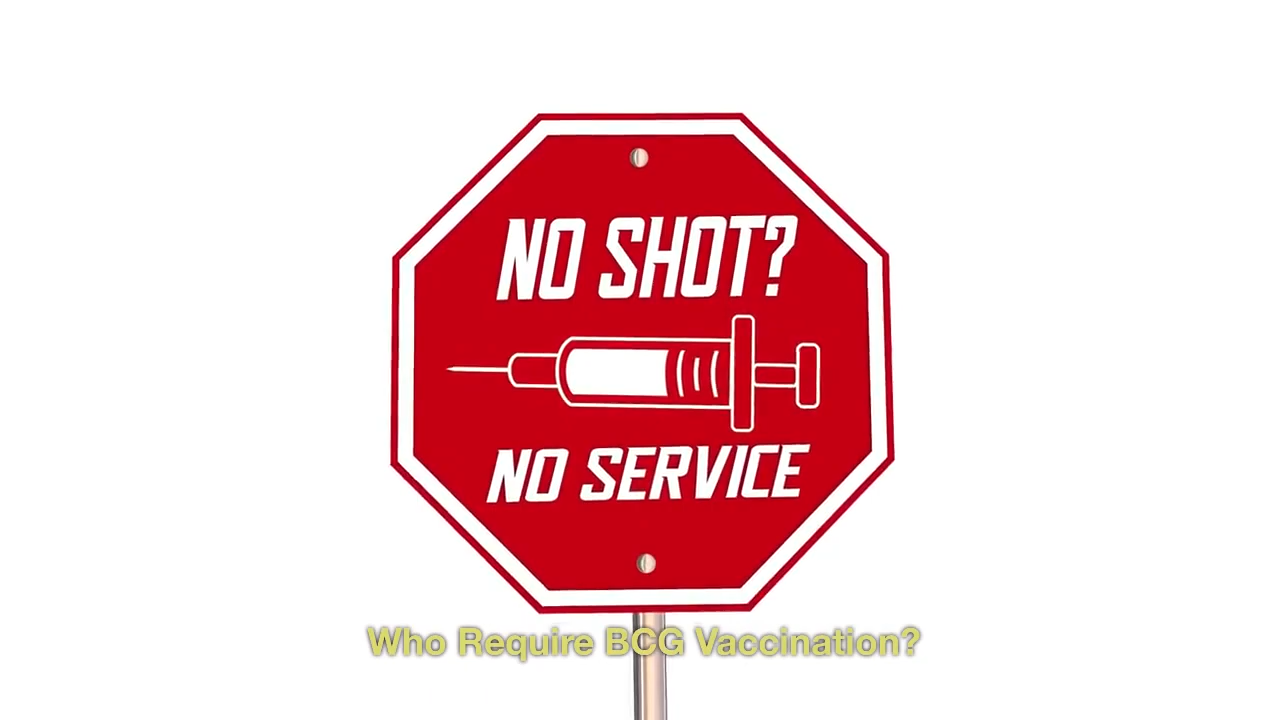 NO SHOT?
NO SERVICE
Who Require BCG Vaccination?